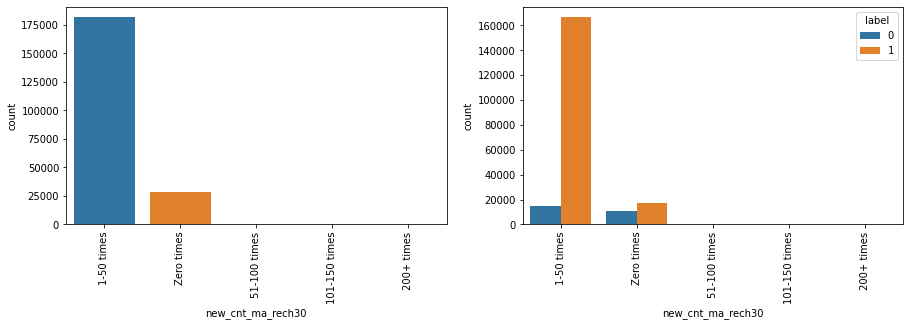 175000
150000
125000
100000
75000
50000
25000
0
count
1-50 times
Zero times
51-100 times
101-150 times
200+ times
new_cnt_ma_rech30
160000
140000
120000
100000
80000
60000
40000
20000
0
count
label
0
1
1-50 times
Zero times
51-100 times
101-150 times
200+ times
new_cnt_ma_rech30